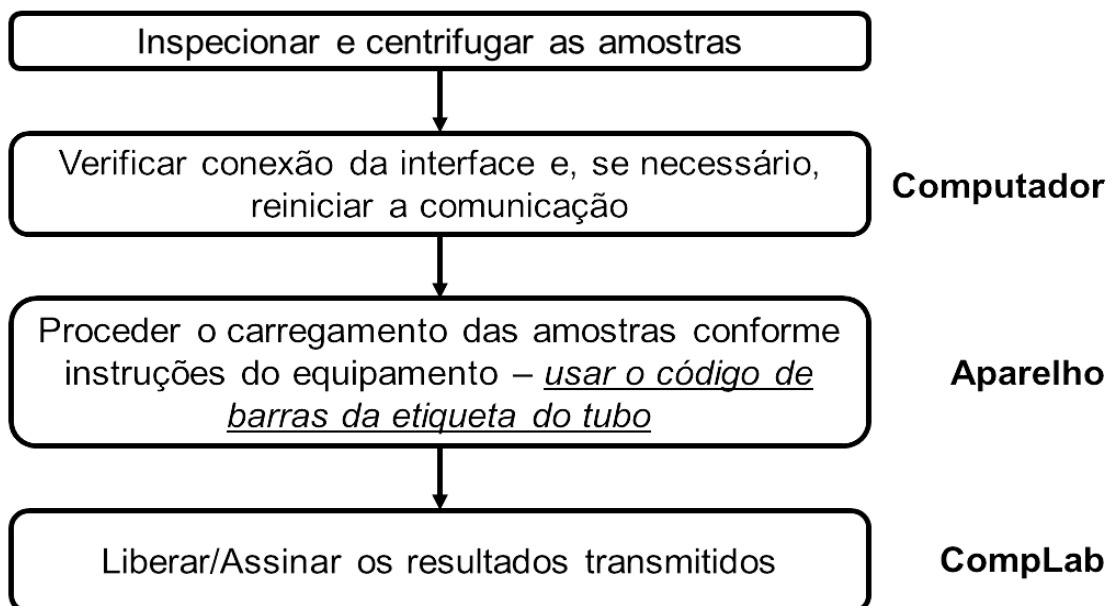 Inspecionar e centrifugar as amostras
Verificar conexão da interface e, se necessário,
reiniciar a comunicação
Computador
Proceder o carregamento das amostras conforme
instruções do equipamento – usar o código de
barras da etiqueta do tubo
Aparelho
Liberar/Assinar os resultados transmitidos
CompLab